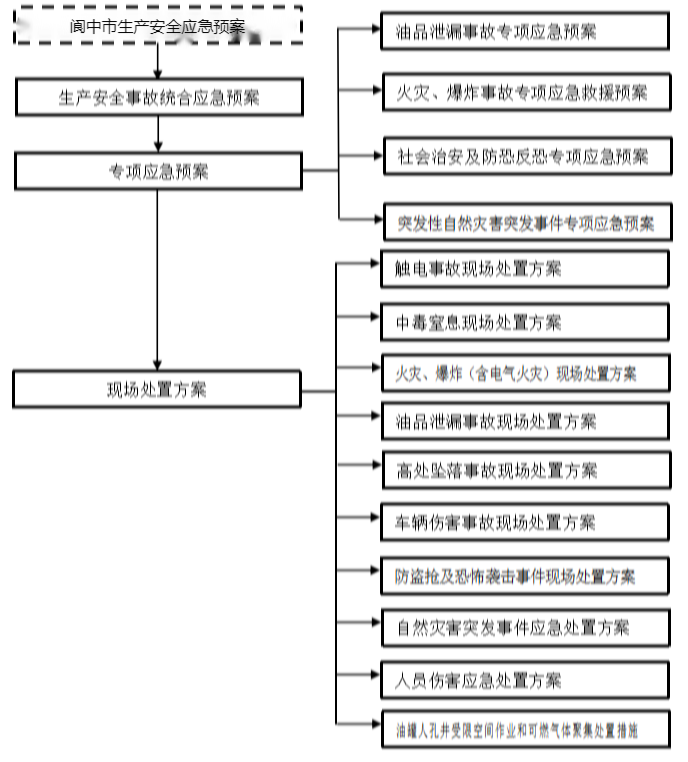 阆中市生产安全应急预案
生产安全事故统合应急预案
专项应急预案
油品泄漏事故专项应急预案
火灾、爆炸事故专项应急救援预案
社会治安及防恐反恐专项应急预案
突发性自然灾害突发事件专项应急预案
现场处置方案
触电事故现场处置方案
中毒窒息现场处置方案
火灾、爆炸（含电气火灾）现场处置方案
油品泄漏事故现场处置方案
高处坠落事故现场处置方案
车辆伤害事故现场处置方案
防盗抢及恐怖袭击事件现场处置方案
自然灾害突发事件应急处置方案
人员伤害应急处置方案
油罐人孔井受限空间作业和可燃气体聚集处置措施